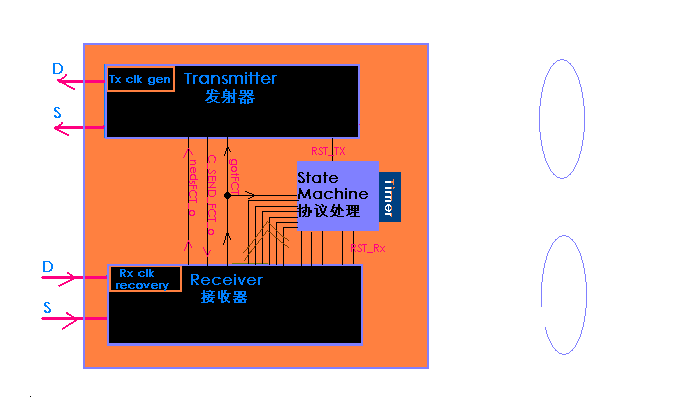 D
Tx clk gen
Transmitter
发射器
S
RST_TX
nedsFCT_o
C_SEND_FCT_o
gotFCT
State
Machine
协议处理
Timer
RST_Rx
D
Rx clk
recovery
Receiver
接收器
S